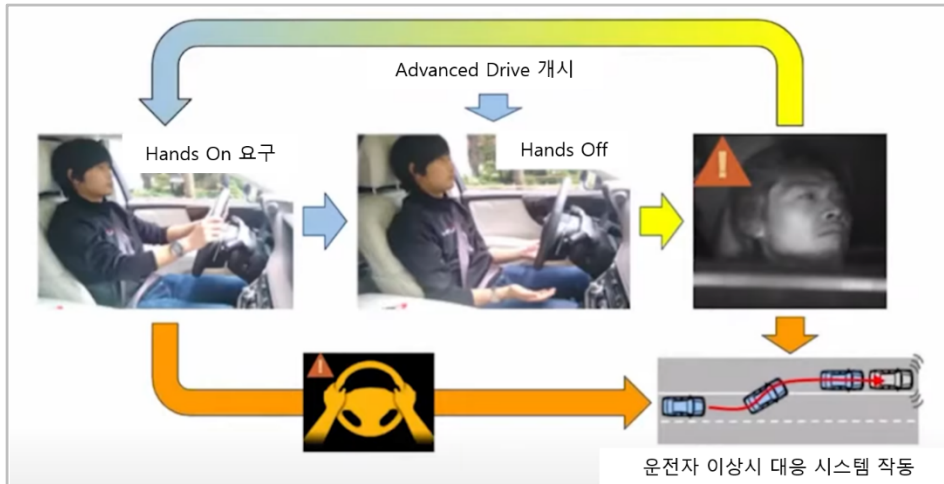 Advanced Drive 개시
Hands On 요구
Hands Off
!
!
운전자 이상시 대응 시스템 작동